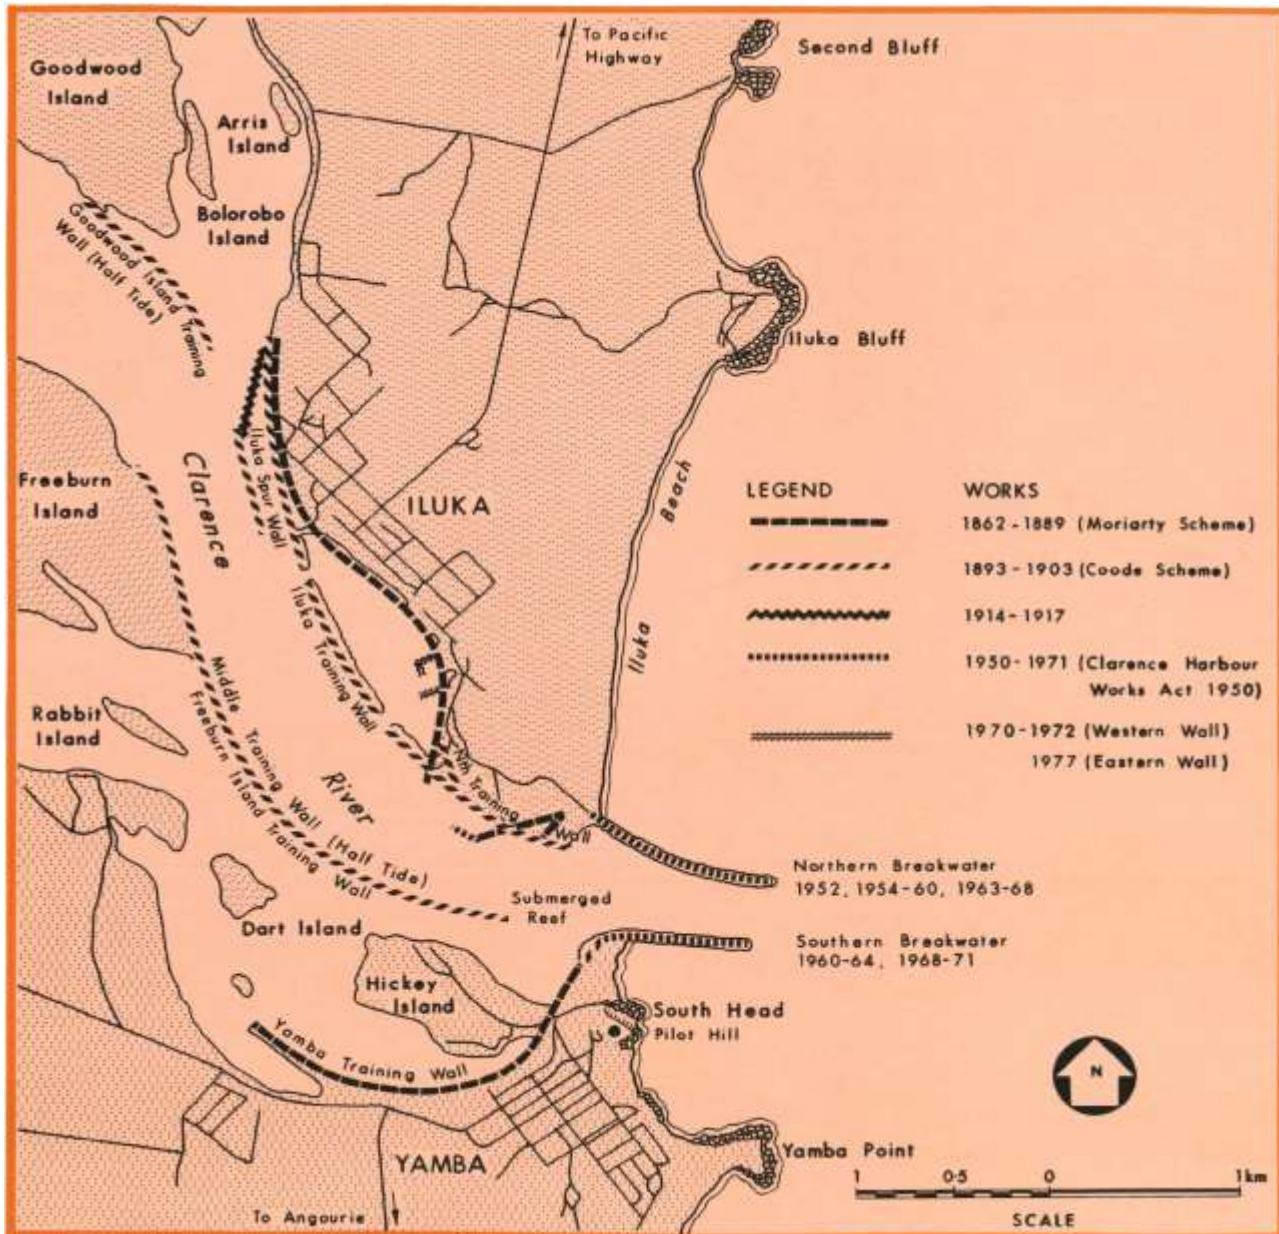 To Pacific
Highway
Second Bluff
Goodwood
Island
Arris
Island
Bolorobo
Island
Goodwood Island Training
Wall (Half Tide)
Iluka Bluff
Clarence
Iluka Spur Wall
Freeburn
Island
ILUKA
Iluka Beach
LEGEND
WORKS
1862-1889 (Moriarty Scheme)
1893-1903 (Coode Scheme)
1914-1917
1950-1971 (Clarence Harbour
Works Act 1950)
1970-1972 (Western Wall)
1977 (Eastern Wall)
Iluka Training Wall
Middle Training Wall (Half Tide)
Freeburn Island Training Wall
Rabbit
Island
River
Nth Training Wall
Northern Breakwater
1952, 1954-60, 1963-68
Submerged
Reef
Dart Island
Southern Breakwater
1960-64, 1968-71
Hickey
Island
South Head
Pilot Hill
Yamba Training Wall
N
YAMBA
Yamba Point
1 0·5 0 1km
SCALE
To Angourie